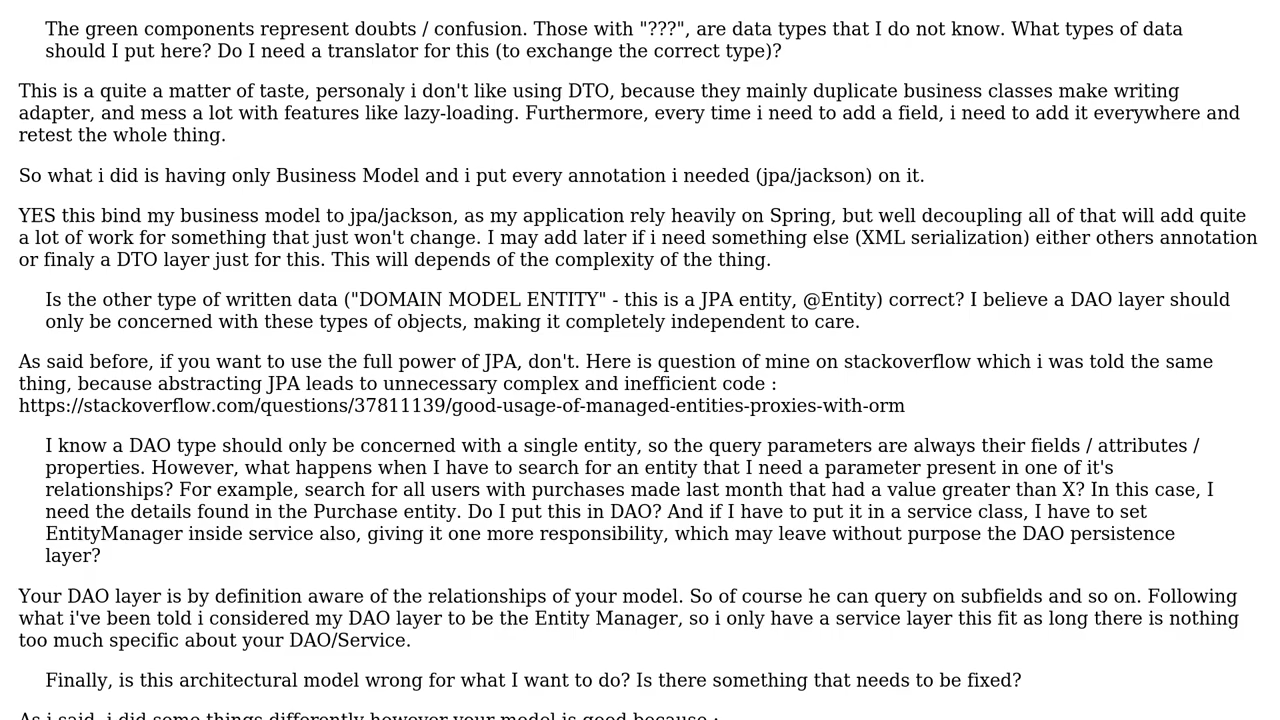 The green components represent doubts / confusion. Those with "???", are data types that I do not know. What types of data
should I put here? Do I need a translator for this (to exchange the correct type)?
This is a quite a matter of taste, personaly i don't like using DTO, because they mainly duplicate business classes make writing
adapter, and mess a lot with features like lazy-loading. Furthermore, every time i need to add a field, i need to add it everywhere and
retest the whole thing.
So what i did is having only Business Model and i put every annotation i needed (jpa/jackson) on it.
YES this bind my business model to jpa/jackson, as my application rely heavily on Spring, but well decoupling all of that will add quite
a lot of work for something that just won't change. I may add later if i need something else (XML serialization) either others annotation
or finaly a DTO layer just for this. This will depends of the complexity of the thing.
Is the other type of written data ("DOMAIN MODEL ENTITY" - this is a JPA entity, @Entity) correct? I believe a DAO layer should
only be concerned with these types of objects, making it completely independent to care.
As said before, if you want to use the full power of JPA, don't. Here is question of mine on stackoverflow which i was told the same
thing, because abstracting JPA leads to unnecessary complex and inefficient code :
https://stackoverflow.com/questions/37811139/good-usage-of-managed-entities-proxies-with-orm
I know a DAO type should only be concerned with a single entity, so the query parameters are always their fields / attributes /
properties. However, what happens when I have to search for an entity that I need a parameter present in one of it's
relationships? For example, search for all users with purchases made last month that had a value greater than X? In this case, I
need the details found in the Purchase entity. Do I put this in DAO? And if I have to put it in a service class, I have to set
EntityManager inside service also, giving it one more responsibility, which may leave without purpose the DAO persistence
layer?
Your DAO layer is by definition aware of the relationships of your model. So of course he can query on subfields and so on. Following
what i've been told i considered my DAO layer to be the Entity Manager, so i only have a service layer this fit as long there is nothing
too much specific about your DAO/Service.
Finally, is this architectural model wrong for what I want to do? Is there something that needs to be fixed?
As i said, i did some things differently however your model is good because :